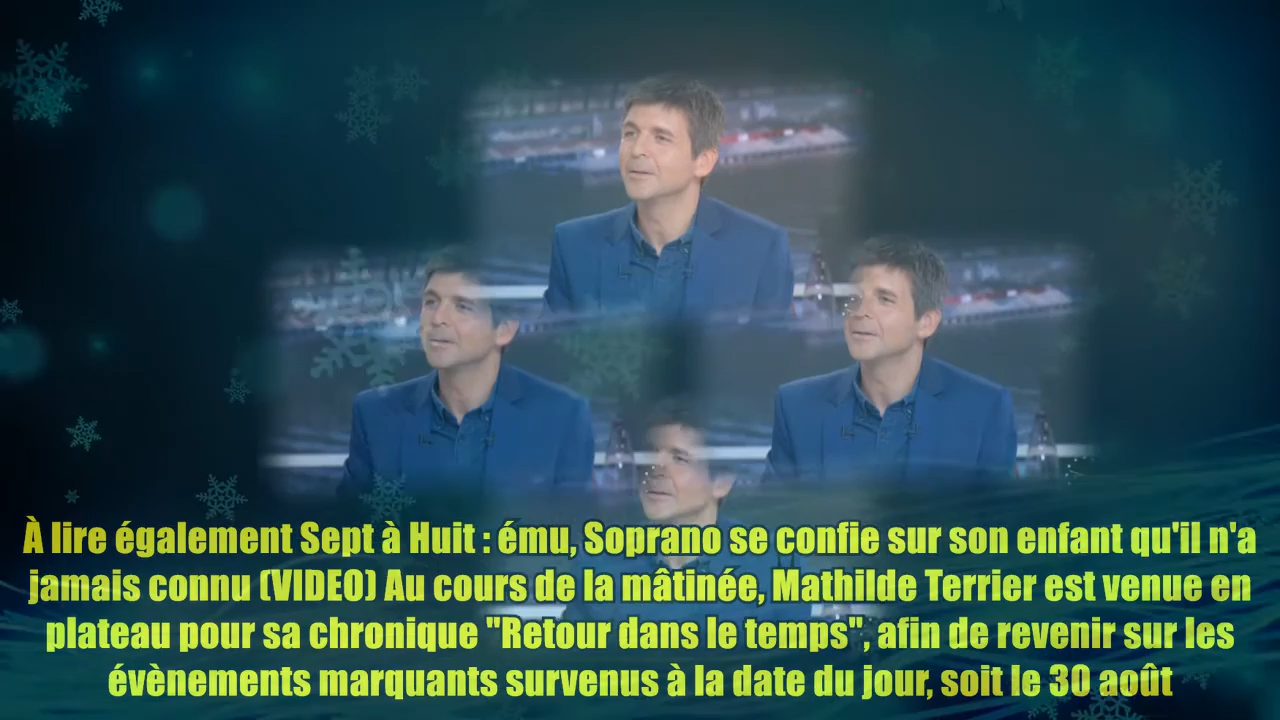 À lire également Sept à Huit : ému, Soprano se confie sur son enfant qu'il n'a
jamais connu (VIDEO) Au cours de la mâtinée, Mathilde Terrier est venue en
plateau pour sa chronique "Retour dans le temps", afin de revenir sur les
évènements marquants survenus à la date du jour, soit le 30 août